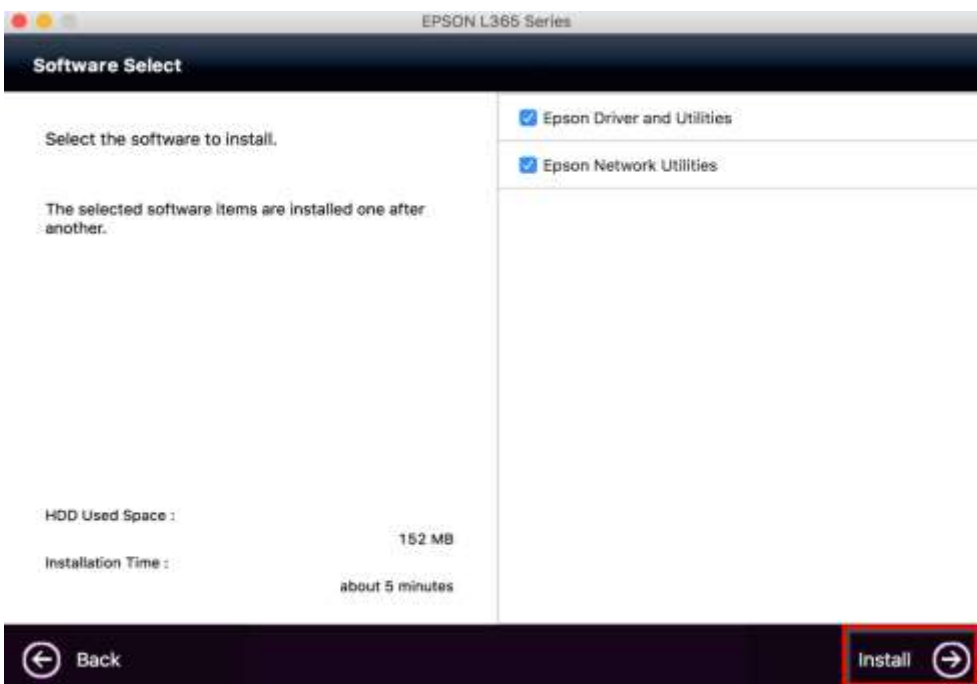 EPSON L365 Series
Software Select
Select the software to install.
The selected software items are installed one after
another.
HDD Used Space :
152 MB
Installation Time :
about 5 minutes
Epson Driver and Utilities
Epson Network Utilities
Back
Install